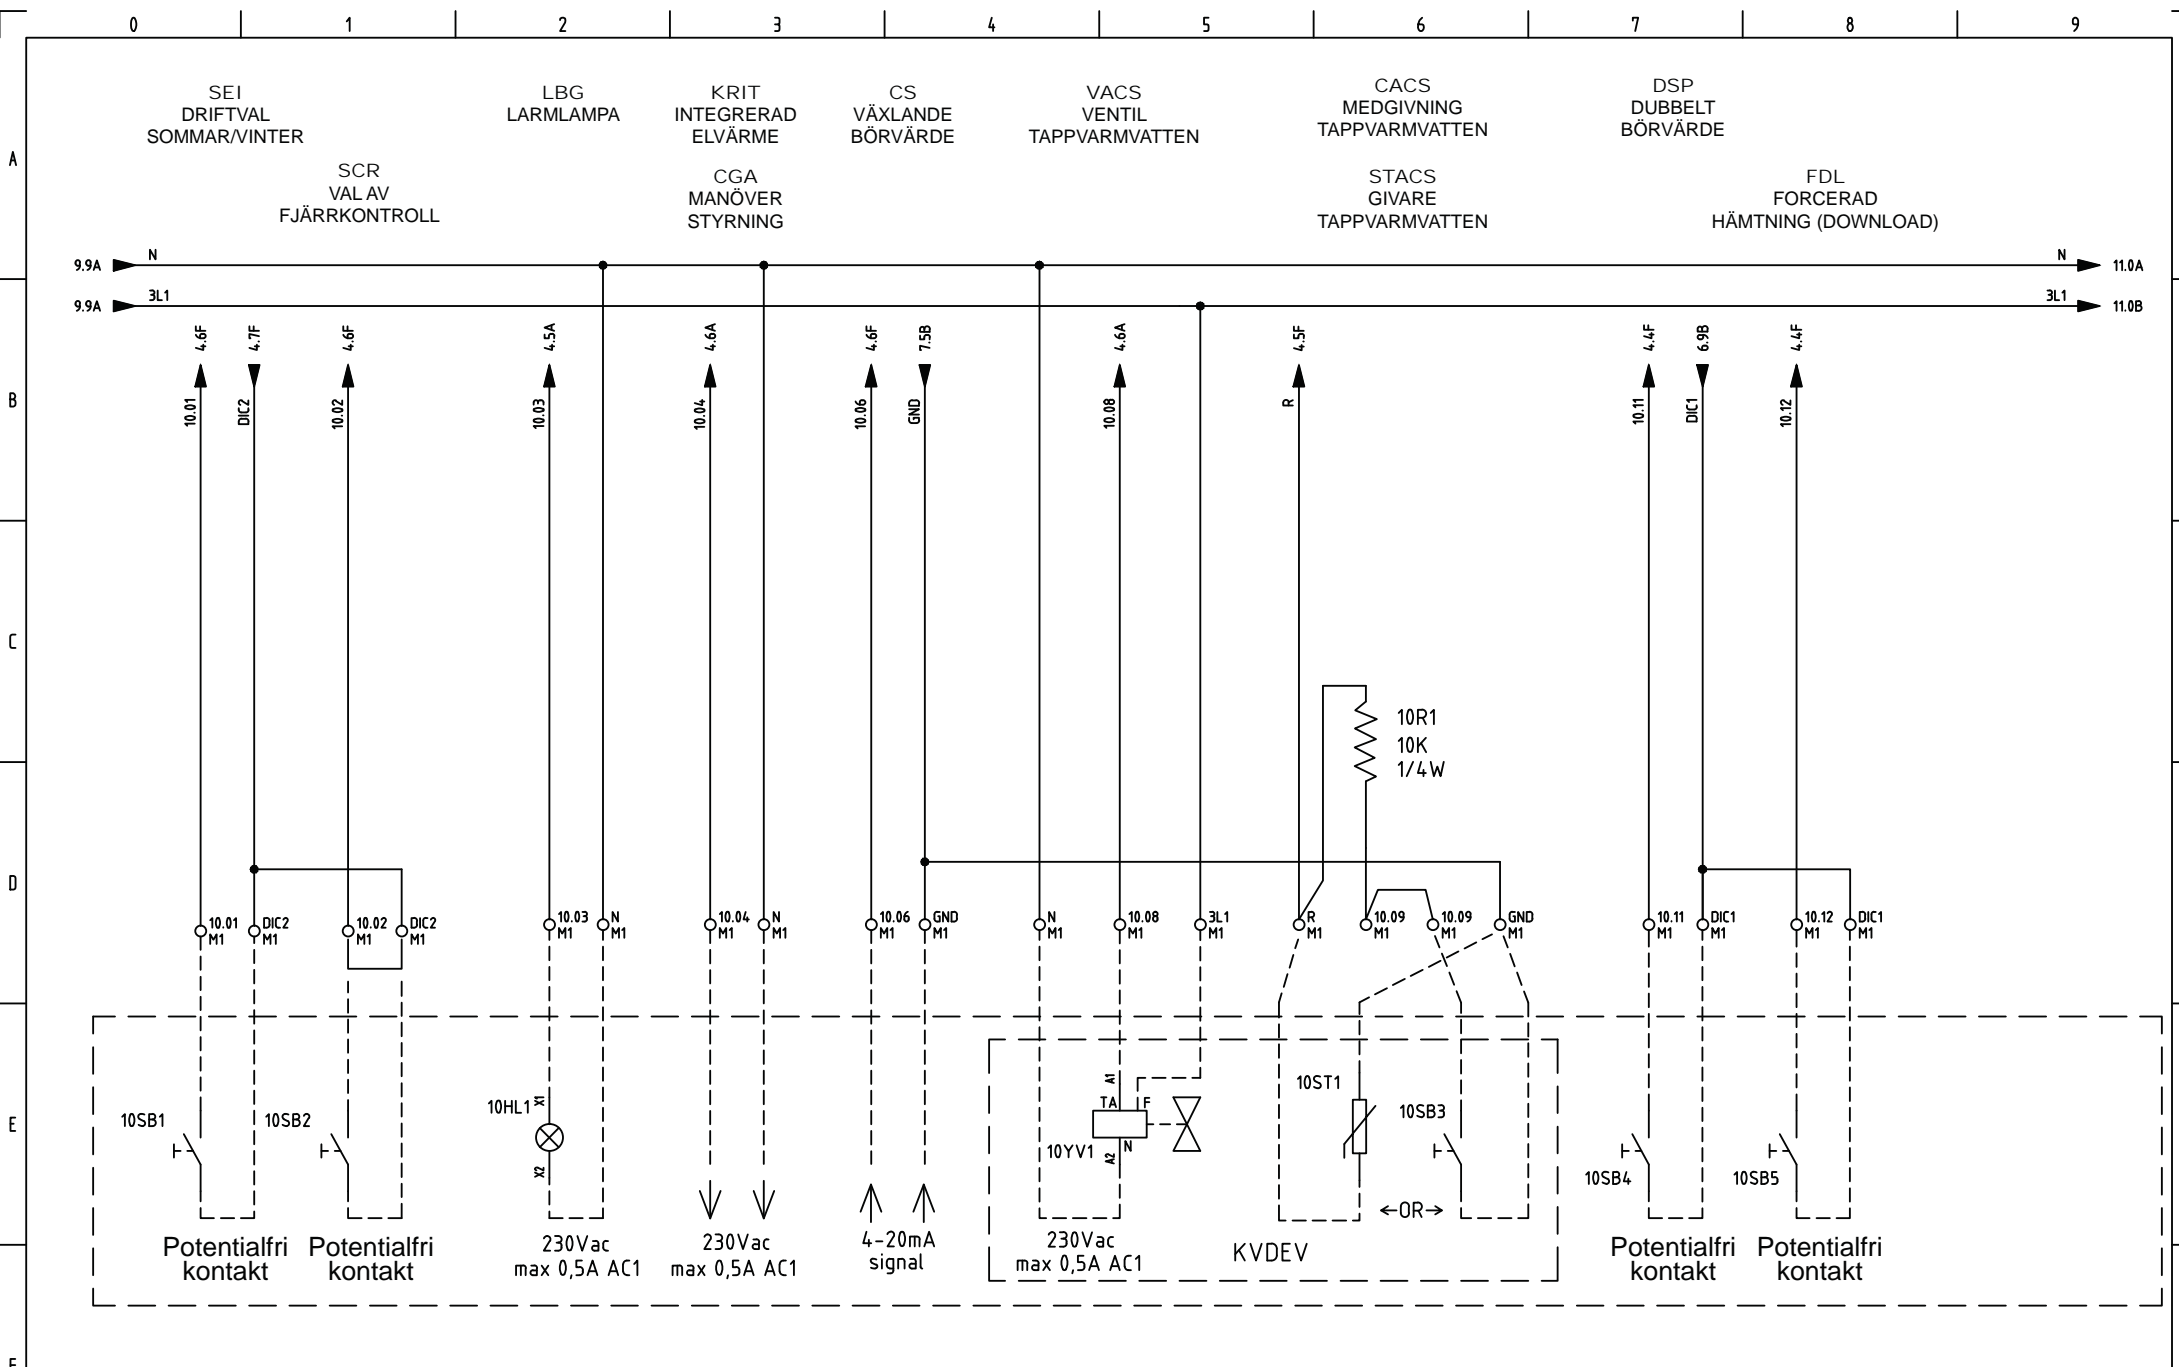 0 1 2 3 4 5 6 7 8 9
SEI
DRIFTVAL
SOMMAR/VINTER
SCR
VAL AV
FJÄRRKONTROLL
LBG
LARMLAMPA
KRIT
INTEGRERAD
ELVÄRME
CGA
MANÖVER
STYRNING
CS
VÄXLANDE
BÖRVÄRDE
VACS
VENTIL
TAPPVARMVATTEN
CACS
MEDGIVNING
TAPPVARMVATTEN
STACS
GIVARE
TAPPVARMVATTEN
DSP
DUBBELT
BÖRVÄRDE
FDL
FORCERAD
HÄMTNING (DOWNLOAD)
A
9.9A N N 11.0A
9.9A 3L1 3L1 11.0B
4.6F 4.7F 4.6F 4.5A 4.6A 4.6F 7.5B 4.6A 4.5F 4.4F 6.9B 4.4F
B
10.01 DIC2 10.02 10.03 10.04 10.06 GND 10.08 R 10.11 DIC1 10.12
C
10R1
10K
1/4W
D
10.01 DIC2 10.02 DIC2 10.03 N 10.04 N 10.06 GND N 10.08 3L1 R 10.09 10.09 GND 10.11 DIC1 10.12 DIC1
M1 M1 M1 M1 M1 M1 M1 M1 M1 M1 M1 M1 M1 M1 M1 M1 M1 M1 M1 M1 M1
E
10SB1
10SB2
10HL1 X1
X2
A1
TA F
10YV1 A2 N
10ST1
10SB3
←OR→
10SB4
10SB5
Potentialfri
kontakt
Potentialfri
kontakt
230Vac
max 0,5A AC1
230Vac
max 0,5A AC1
4-20mA
signal
230Vac
max 0,5A AC1
KVDEV
Potentialfri
kontakt
Potentialfri
kontakt